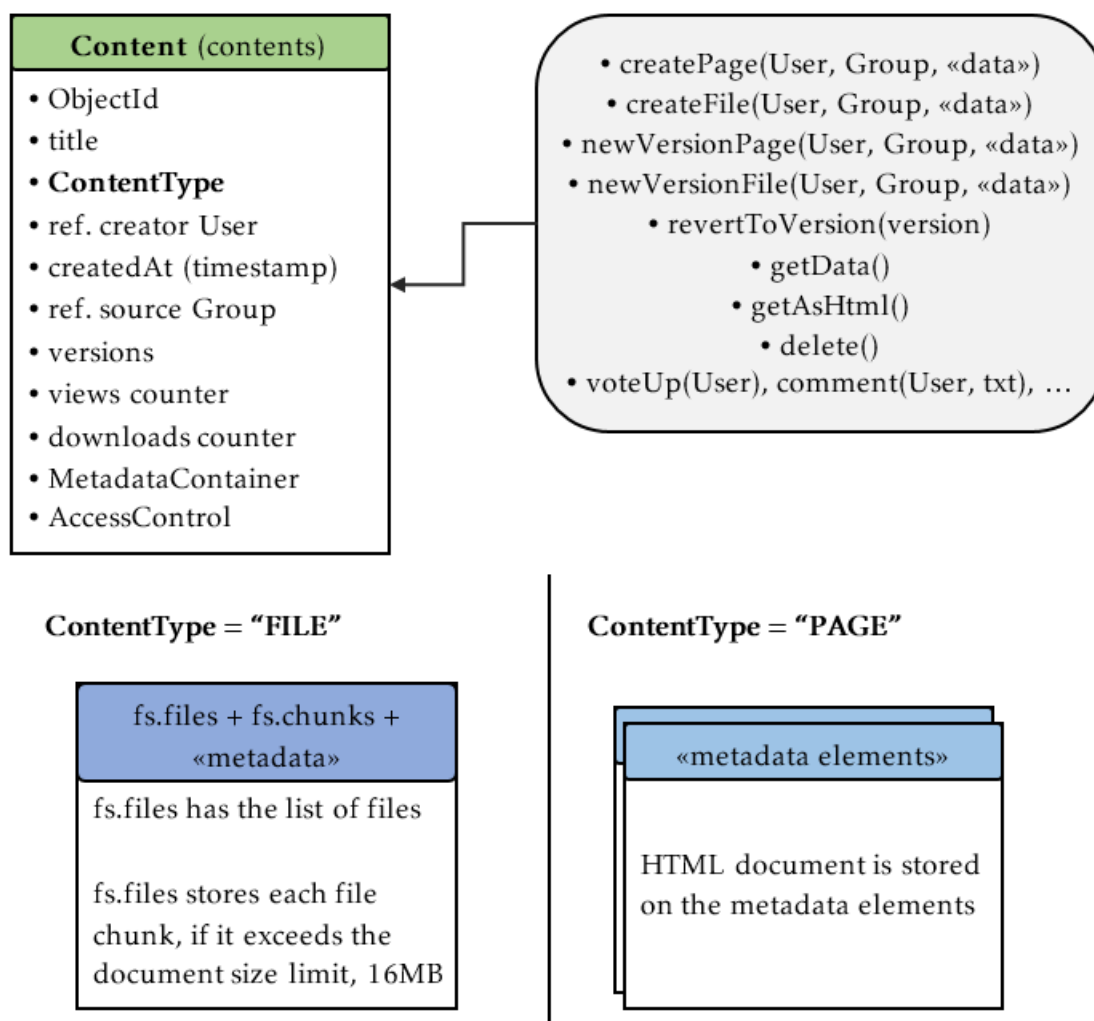 Content (contents)
• ObjectId
• title
• ContentType
• ref. creator User
• createdAt (timestamp)
• ref. source Group
• versions
• views counter
• downloads counter
• MetadataContainer
• AccessControl
• createPage(User, Group, «data»)
• createFile(User, Group, «data»)
• newVersionPage(User, Group, «data»)
• newVersionFile(User, Group, «data»)
• revertToVersion(version)
• getData()
• getAsHtml()
• delete()
• voteUp(User), comment(User, txt), …
ContentType = “FILE”
fs.files + fs.chunks +
«metadata»
fs.files has the list of files
fs.files stores each file
chunk, if it exceeds the
document size limit, 16MB
ContentType = “PAGE”
«metadata elements»
HTML document is stored
on the metadata elements